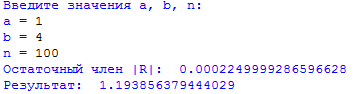 Введите значения a, b, n:
a = 1
b = 4
n = 100
Остаточный член |R|:  0.0002249999286596628
Результат:  1.193856379444029